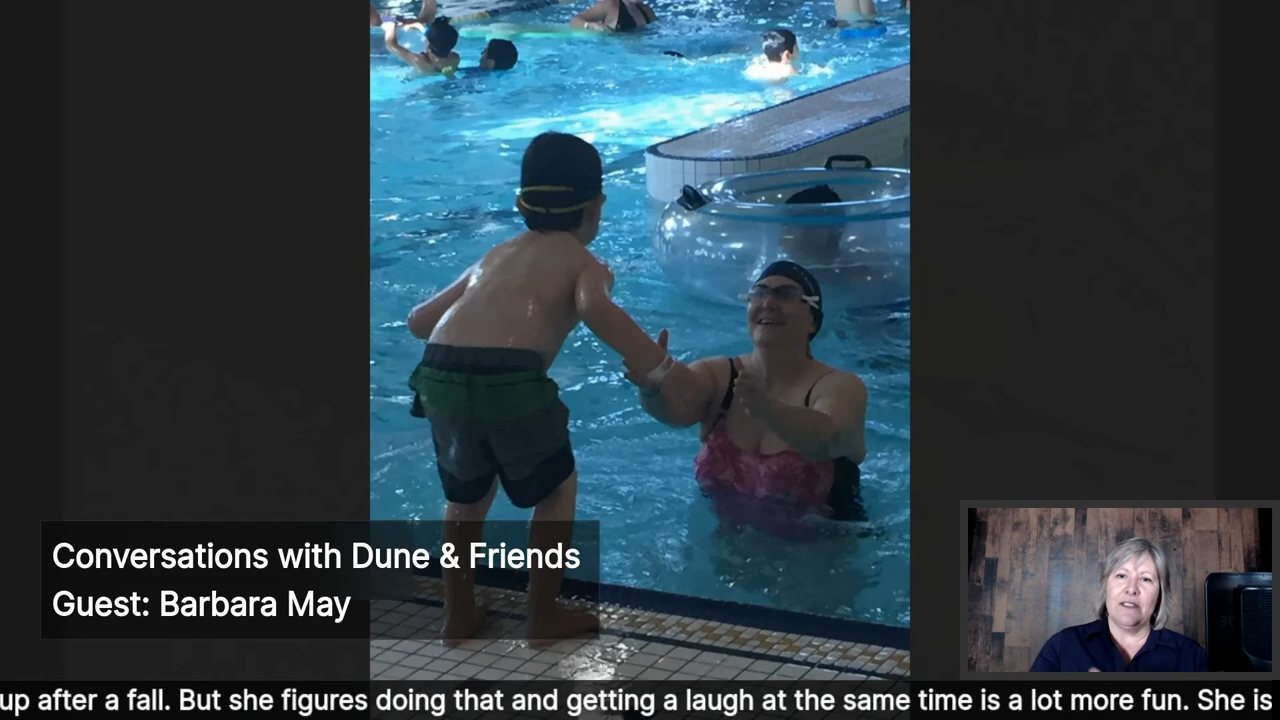 Conversations with Dune & Friends
Guest: Barbara May
up after a fall. But she figures doing that and getting a laugh at the same time is a lot more fun. She is